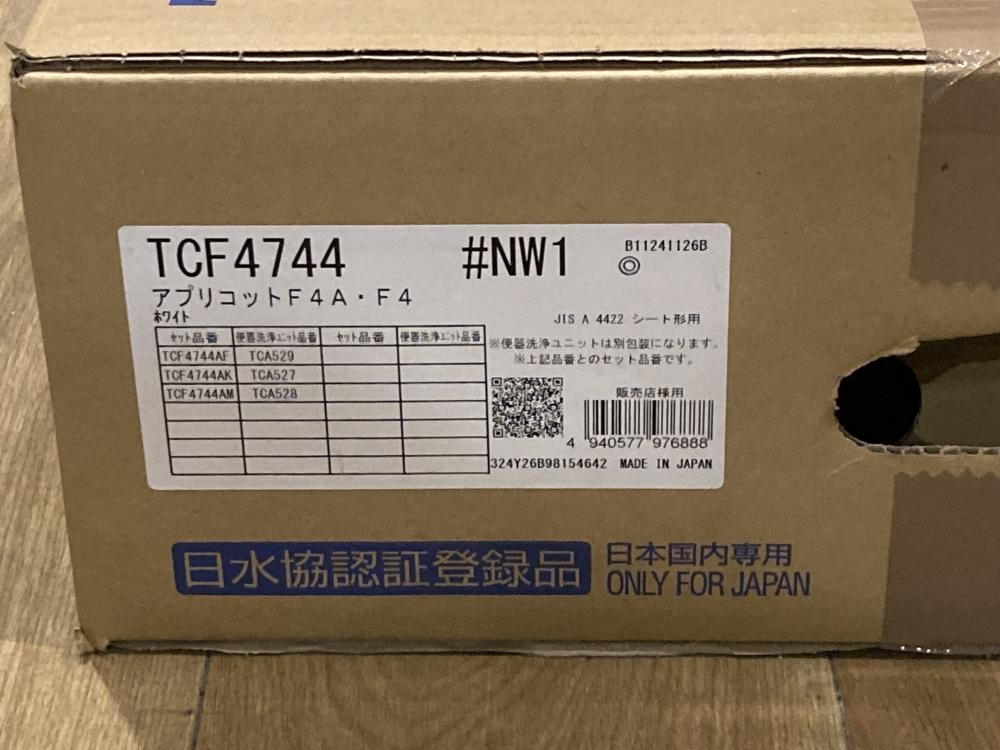 TCF4744 #NW1 B11241126B
アプリコットF4A・F4
ホワイト
JIS A 4422 シート形用
セット品番 便器洗浄ユニット品番 セット品番 便器洗浄ユニット品番
TCF4744AF TCA529
TCF4744AK TCA527
TCF4744AM TCA528
※便器洗浄ユニットは別包装になります。
※上記品番とのセット品番です。
販売店様用
4 940577 976888
324Y26B98154642 MADE IN JAPAN
日水協認証登録品
日本国内専用
ONLY FOR JAPAN